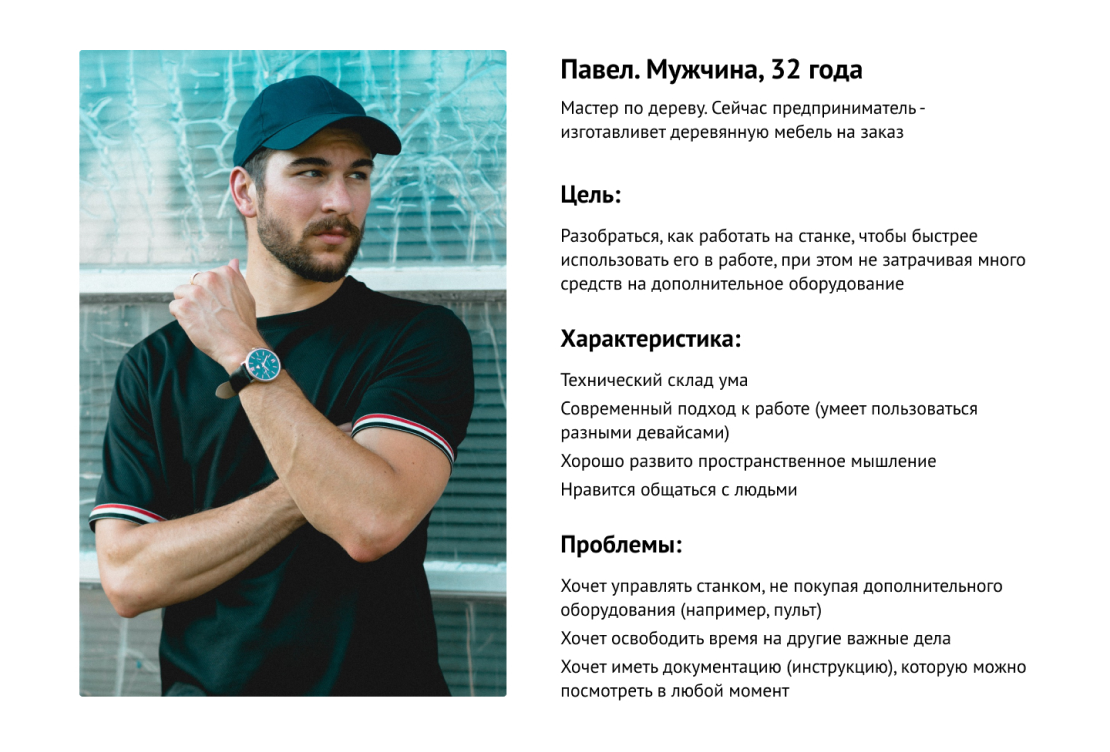 Павел. Мужчина, 32 года
Мастер по дереву. Сейчас предприниматель -
изготавливет деревянную мебель на заказ
Цель:
Разобраться, как работать на станке, чтобы быстрее
использовать его в работе, при этом не затрачивая много
средств на дополнительное оборудование
Характеристика:
Технический склад ума
Современный подход к работе (умеет пользоваться
разными девайсами)
Хорошо развито пространственное мышление
Нравится общаться с людьми
Проблемы:
Хочет управлять станком, не покупая дополнительного
оборудования (например, пульт)
Хочет освободить время на другие важные дела
Хочет иметь документацию (инструкцию), которую можно
посмотреть в любой момент